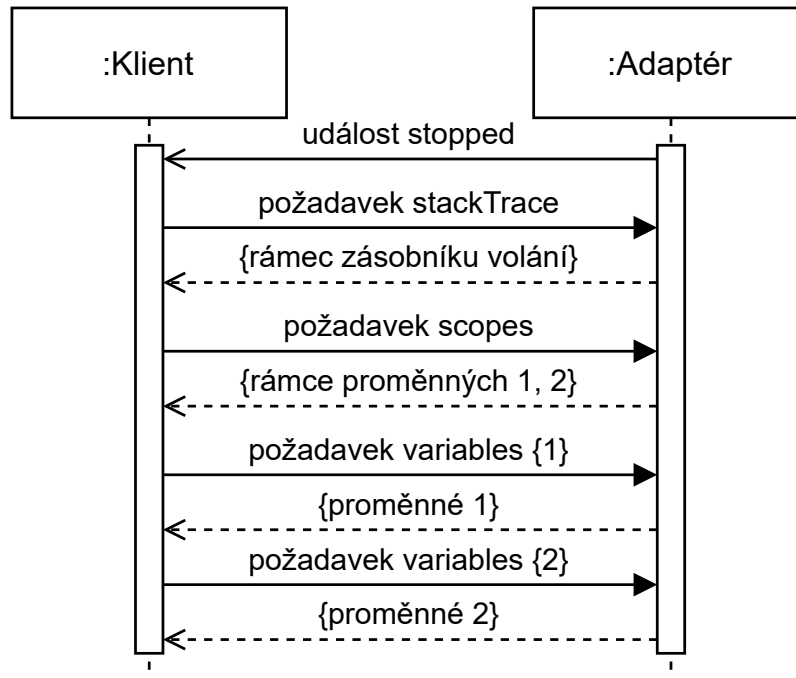 :Klient
:Adaptér
událost stopped
požadavek stackTrace
{rámec zásobníku volání}
požadavek scopes
{rámce proměnných 1, 2}
požadavek variables {1}
{proměnné 1}
požadavek variables {2}
{proměnné 2}